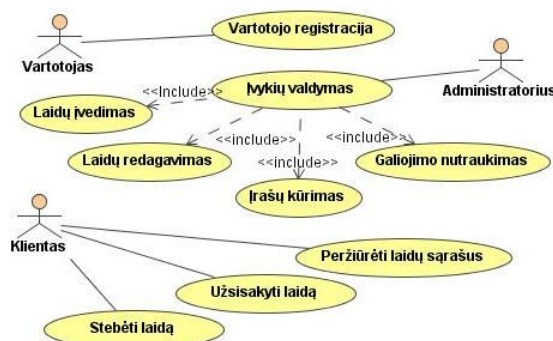 Vartotojo registracija
Vartotojas
<<Include>>
Įvykių valdymas
Administratorius
Laidų įvedimas
<<include>>
<<include>>
<<include>>
Laidų redagavimas
Galiojimo nutraukimas
Įrašų kūrimas
Klientas
Peržiūrėti laidų sąrašus
Užsisakyti laidą
Stebėti laidą